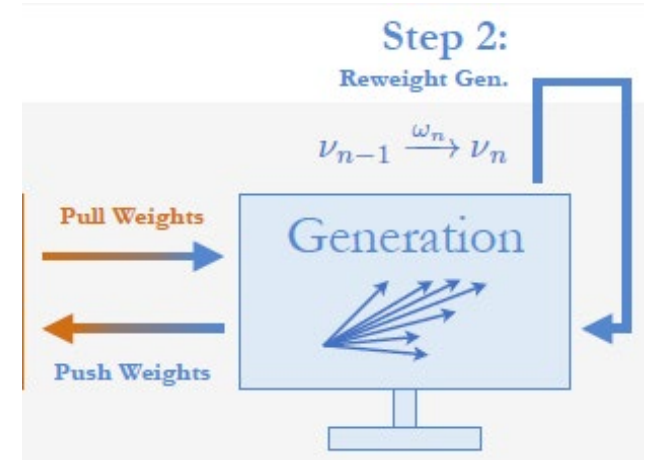 Step 2:
Reweight Gen.
νn−1 —ωn→ νn
Pull Weights
Generation
Push Weights